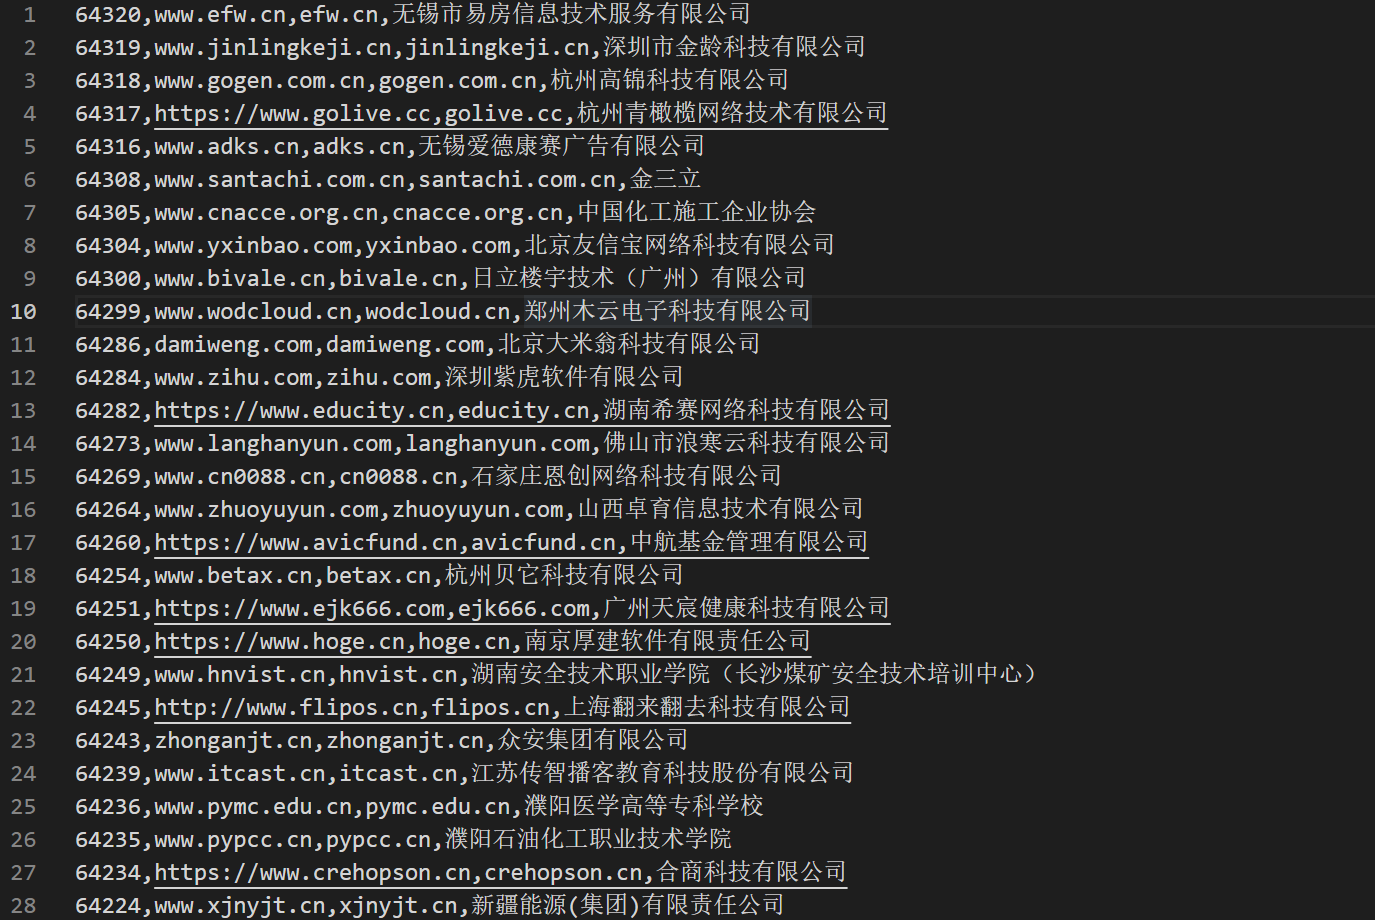 1 64320,www.efw.cn,efw.cn,无锡市易房信息技术服务有限公司
2 64319,www.jinlingkeji.cn,jinlingkeji.cn,深圳市金龄科技有限公司
3 64318,www.gogen.com.cn,gogen.com.cn,杭州高锦科技有限公司
4 64317,https://www.golive.cc,golive.cc,杭州青橄榄网络技术有限公司
5 64316,www.adks.cn,adks.cn,无锡爱德康赛广告有限公司
6 64308,www.santachi.com.cn,santachi.com.cn,金三立
7 64305,www.cnacce.org.cn,cnacce.org.cn,中国化工施工企业协会
8 64304,www.yxinbao.com,yxinbao.com,北京友信宝网络科技有限公司
9 64300,www.bivale.cn,bivale.cn,日立楼宇技术（广州）有限公司
10 64299,www.wodcloud.cn,wodcloud.cn,郑州木云电子科技有限公司
11 64286,damiweng.com,damiweng.com,北京大米翁科技有限公司
12 64284,www.zihu.com,zihu.com,深圳紫虎软件有限公司
13 64282,https://www.educity.cn,educity.cn,湖南希赛网络科技有限公司
14 64273,www.langhanyun.com,langhanyun.com,佛山市浪寒云科技有限公司
15 64269,www.cn0088.cn,cn0088.cn,石家庄恩创网络科技有限公司
16 64264,www.zhuoyuyun.com,zhuoyuyun.com,山西卓育信息技术有限公司
17 64260,https://www.avicfund.cn,avicfund.cn,中航基金管理有限公司
18 64254,www.betax.cn,betax.cn,杭州贝它科技有限公司
19 64251,https://www.ejk666.com,ejk666.com,广州天宸健康科技有限公司
20 64250,https://www.hoge.cn,hoge.cn,南京厚建软件有限责任公司
21 64249,www.hnvist.cn,hnvist.cn,湖南安全技术职业学院（长沙煤矿安全技术培训中心）
22 64245,http://www.flipos.cn,flipos.cn,上海翻来翻去科技有限公司
23 64243,zhonganjt.cn,zhonganjt.cn,众安集团有限公司
24 64239,www.itcast.cn,itcast.cn,江苏传智播客教育科技股份有限公司
25 64236,www.pymc.edu.cn,pymc.edu.cn,濮阳医学高等专科学校
26 64235,www.pypcc.cn,pypcc.cn,濮阳石油化工职业技术学院
27 64234,https://www.crehopson.cn,crehopson.cn,合商科技有限公司
28 64224,www.xjnyjt.cn,xjnyjt.cn,新疆能源(集团)有限责任公司